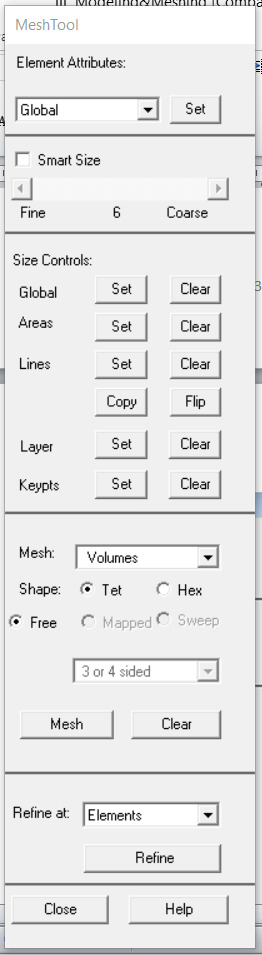 III Modeling&Meshing (Compa
MeshTool
Element Attributes:
Global Set
Smart Size
Fine 6 Coarse
Size Controls:
Global Set Clear
Areas Set Clear
Lines Set Clear
Copy Flip
Layer Set Clear
Keypts Set Clear
Mesh: Volumes
Shape: Tet Hex
Free Mapped Sweep
3 or 4 sided
Mesh Clear
Refine at: Elements
Refine
Close Help